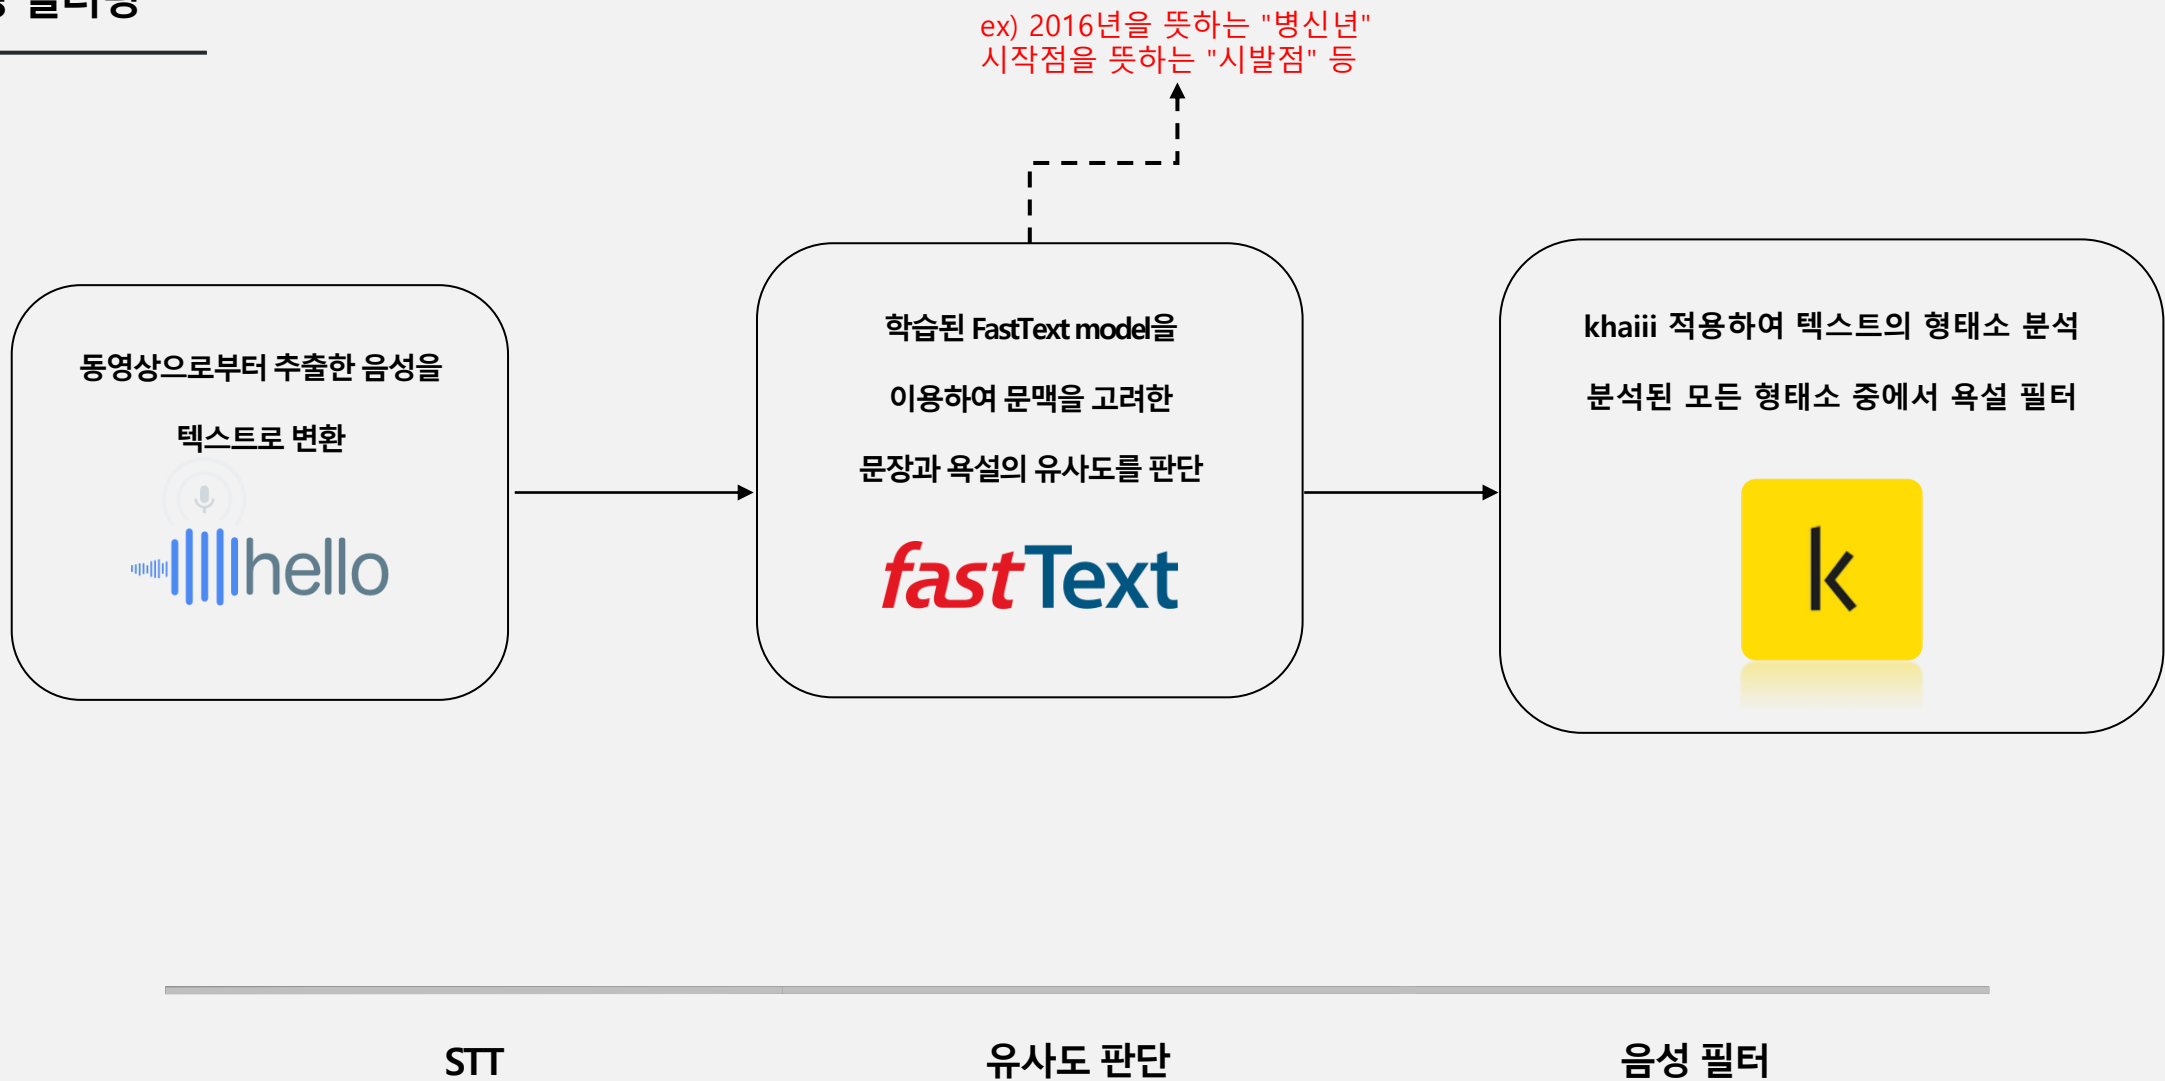 필터링
ex) 2016년을 뜻하는 "병신년"
시작점을 뜻하는 "시발점" 등
동영상으로부터 추출한 음성을
텍스트로 변환
hello
학습된 FastText model을
이용하여 문맥을 고려한
문장과 욕설의 유사도를 판단
fastText
khaiii 적용하여 텍스트의 형태소 분석
분석된 모든 형태소 중에서 욕설 필터
k
STT
유사도 판단
음성 필터